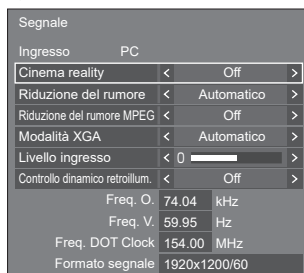 Segnale
Ingresso PC
Cinema reality < Off >
Riduzione del rumore < Automatico >
Riduzione del rumore MPEG < Off >
Modalità XGA < Automatico >
Livello ingresso < 0 >
Controllo dinamico retroillum. < Off >
Freq. O. 74.04 kHz
Freq. V. 59.95 Hz
Freq. DOT Clock 154.00 MHz
Formato segnale 1920x1200/60